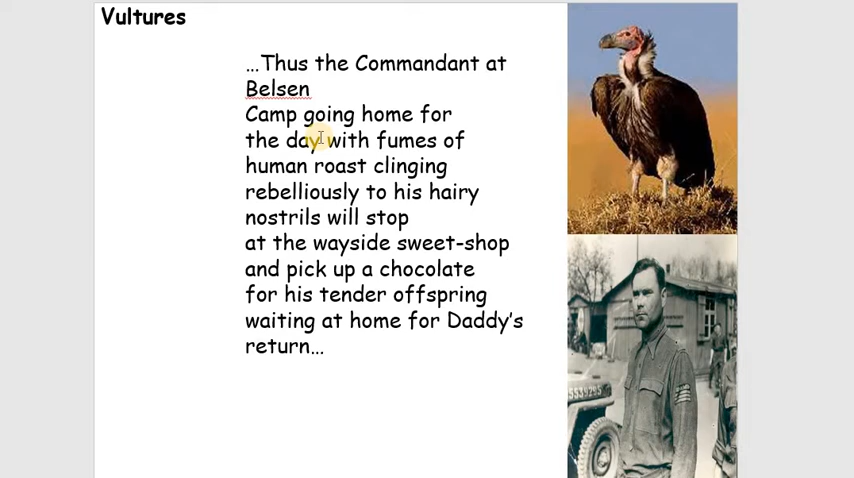 Vultures
...Thus the Commandant at
Belsen
Camp going home for
the day with fumes of
human roast clinging
rebelliously to his hairy
nostrils will stop
at the wayside sweet-shop
and pick up a chocolate
for his tender offspring
waiting at home for Daddy's
return...